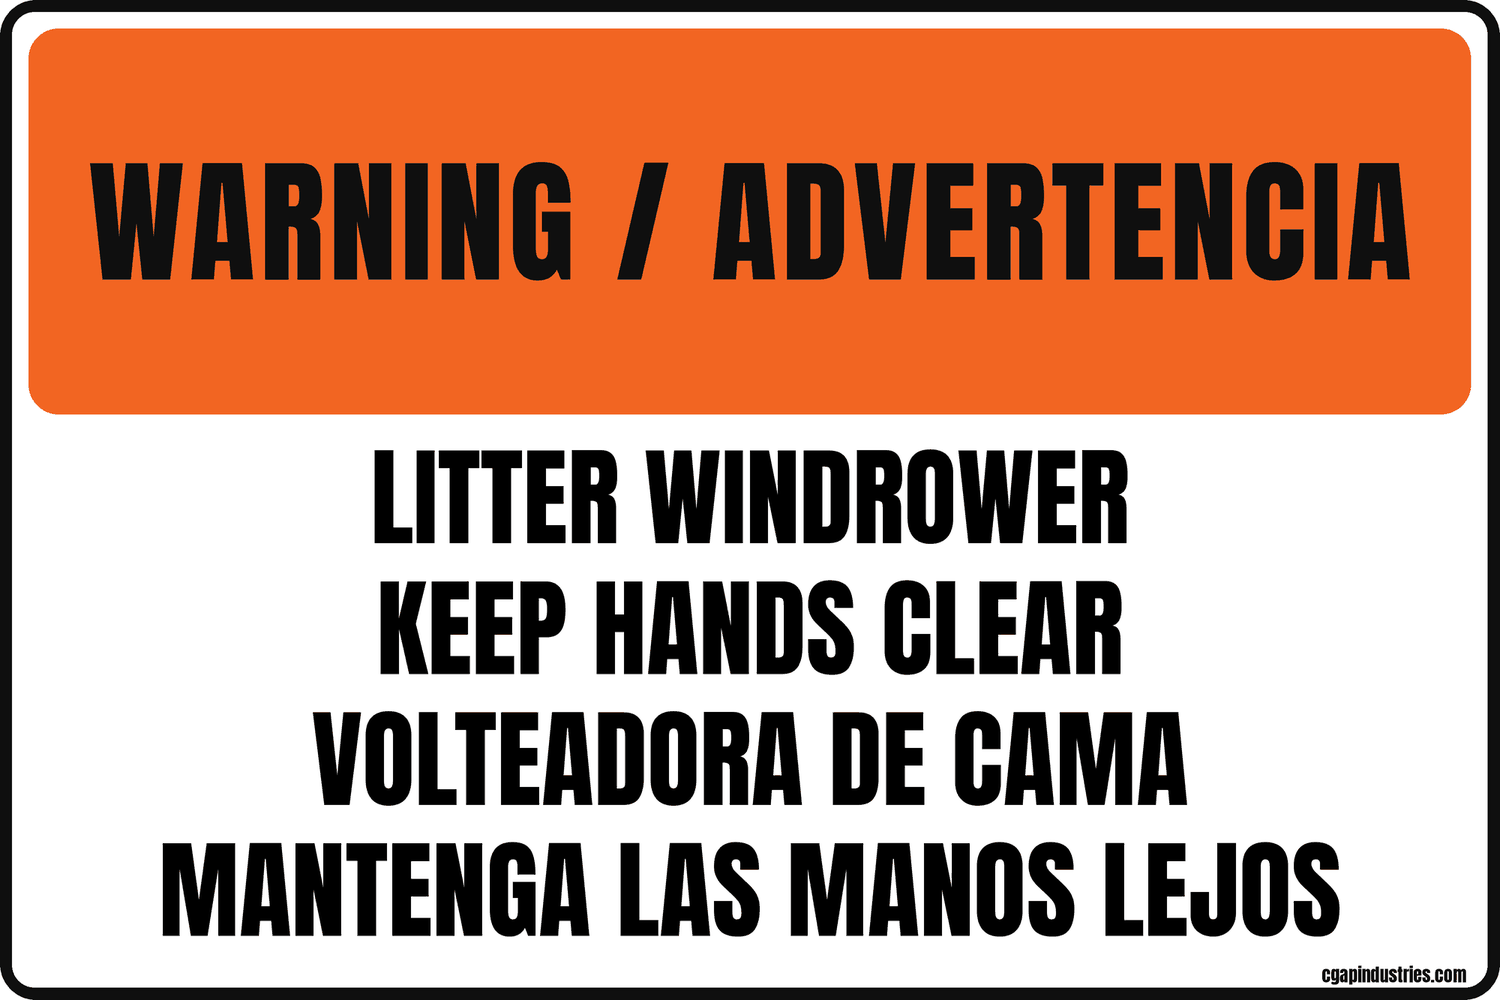 WARNING / ADVERTENCIA
LITTER WINDROWER
KEEP HANDS CLEAR
VOLTEADORA DE CAMA
MANTENGA LAS MANOS LEJOS
cgapindustries.com